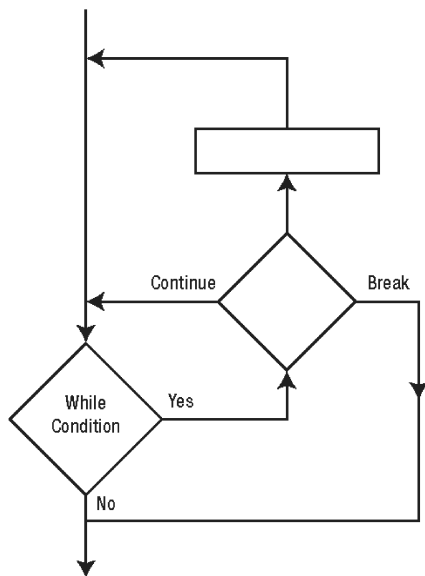 Continue
Break
While
Condition
Yes
No